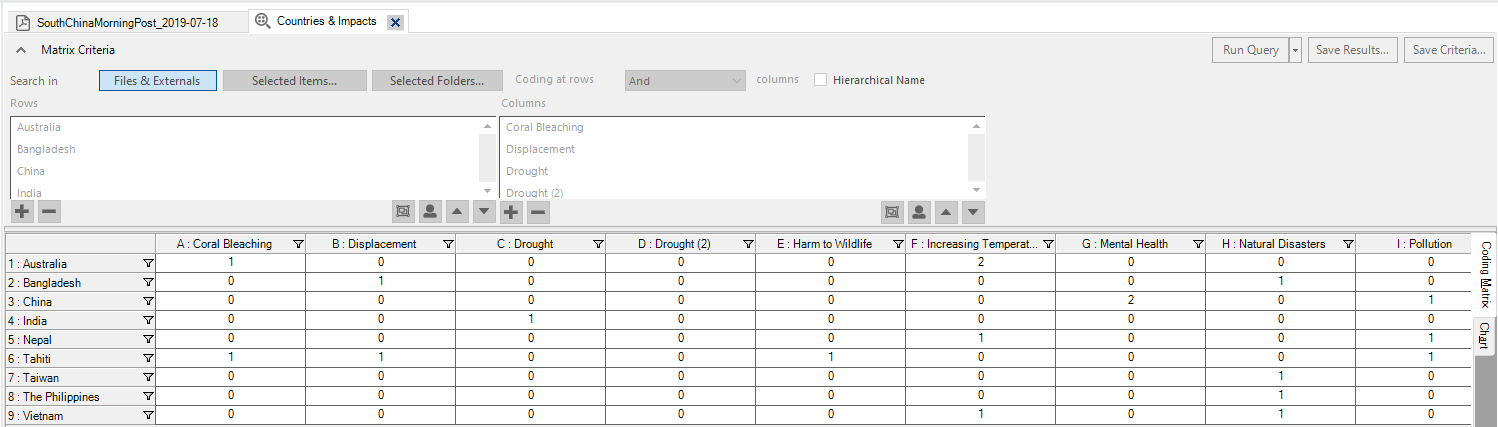 SouthChinaMorningPost_2019-07-18 Countries & Impacts
Matrix Criteria Run Query Save Results... Save Criteria...
Search in Files & Externals Selected Items... Selected Folders... Coding at rows And columns Hierarchical Name
Rows Columns
Australia Coral Bleaching
Bangladesh Displacement
China Drought
India Drought (2)
A : Coral Bleaching B : Displacement C : Drought D : Drought (2) E : Harm to Wildlife F : Increasing Temperat... G : Mental Health H : Natural Disasters I : Pollution
1 : Australia 1 0 0 0 0 2 0 0 0
2 : Bangladesh 0 1 0 0 0 0 0 1 0
3 : China 0 0 0 0 0 0 2 0 1
4 : India 0 0 1 0 0 0 0 0 0
5 : Nepal 0 0 0 0 0 1 0 0 1
6 : Tahiti 1 1 0 0 1 0 0 0 1
7 : Taiwan 0 0 0 0 0 0 0 1 0
8 : The Philippines 0 0 0 0 0 0 0 1 0
9 : Vietnam 0 0 0 0 0 1 0 1 0
Coding Matrix
Chart